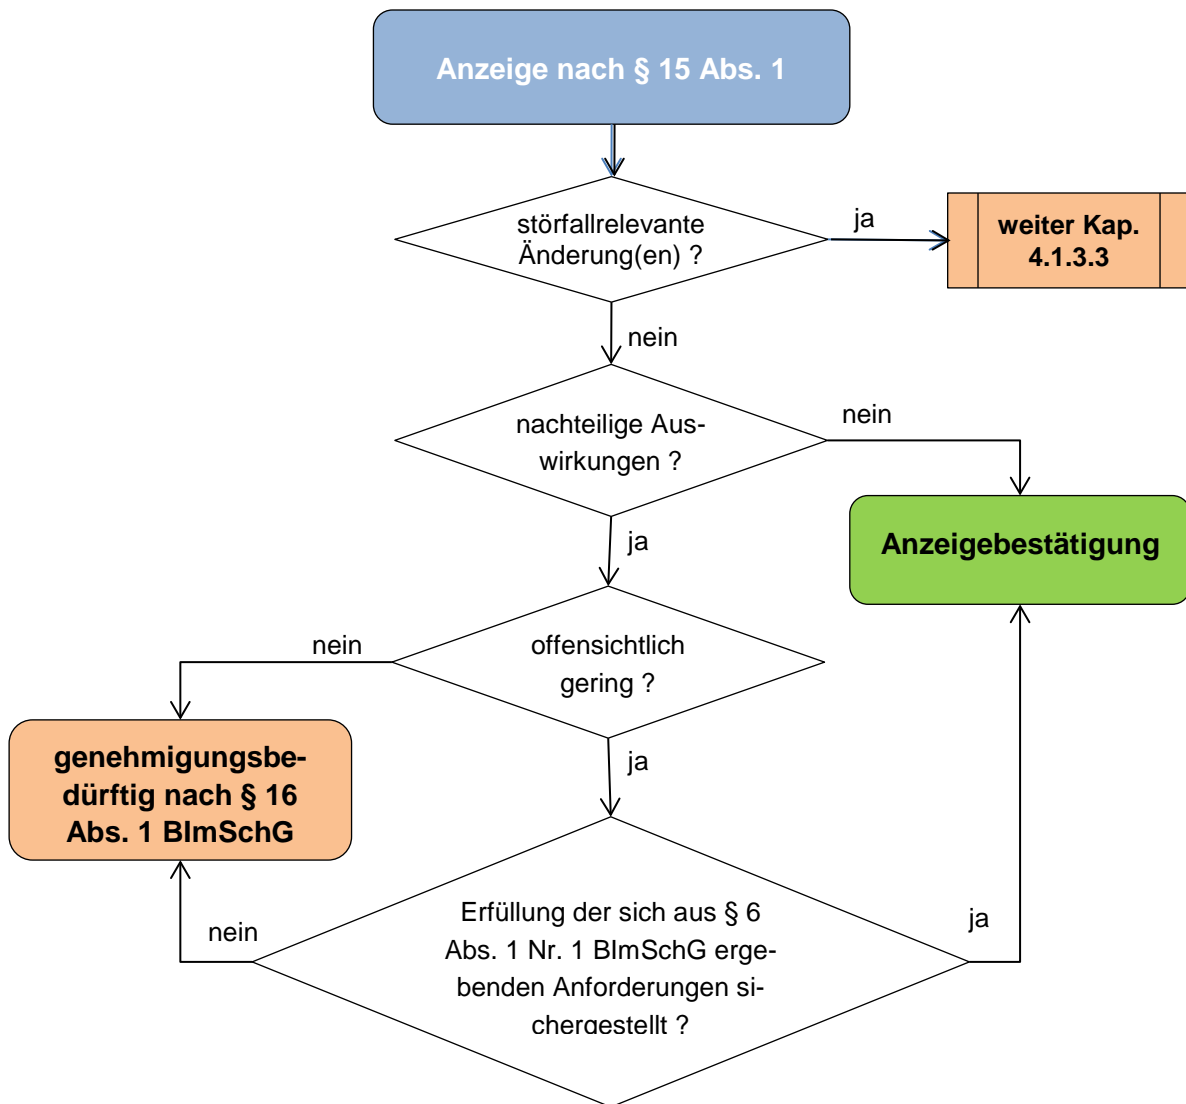 Anzeige nach § 15 Abs. 1
störfallrelevante
Änderung(en) ?
ja
weiter Kap.
4.1.3.3
nein
nachteilige Aus-
wirkungen ?
nein
Anzeigebestätigung
ja
offensichtlich
gering ?
nein
genehmigungsbe-
dürftig nach § 16
Abs. 1 BImSchG
ja
Erfüllung der sich aus § 6
Abs. 1 Nr. 1 BImSchG erge-
benden Anforderungen si-
chergestellt ?
nein
ja